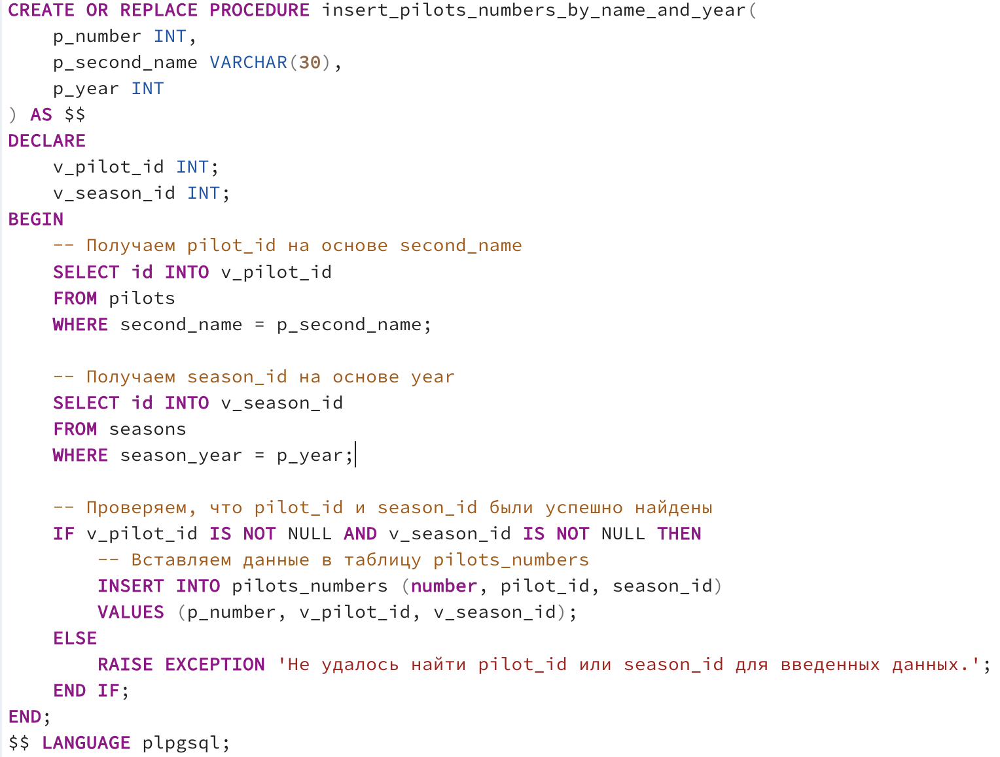 CREATE OR REPLACE PROCEDURE insert_pilots_numbers_by_name_and_year(
    p_number INT,
    p_second_name VARCHAR(30),
    p_year INT
) AS $$
DECLARE
    v_pilot_id INT;
    v_season_id INT;
BEGIN
    -- Получаем pilot_id на основе second_name
    SELECT id INTO v_pilot_id
    FROM pilots
    WHERE second_name = p_second_name;

    -- Получаем season_id на основе year
    SELECT id INTO v_season_id
    FROM seasons
    WHERE season_year = p_year;

    -- Проверяем, что pilot_id и season_id были успешно найдены
    IF v_pilot_id IS NOT NULL AND v_season_id IS NOT NULL THEN
        -- Вставляем данные в таблицу pilots_numbers
        INSERT INTO pilots_numbers (number, pilot_id, season_id)
        VALUES (p_number, v_pilot_id, v_season_id);
    ELSE
        RAISE EXCEPTION 'Не удалось найти pilot_id или season_id для введенных данных.';
    END IF;
END;
$$ LANGUAGE plpgsql;